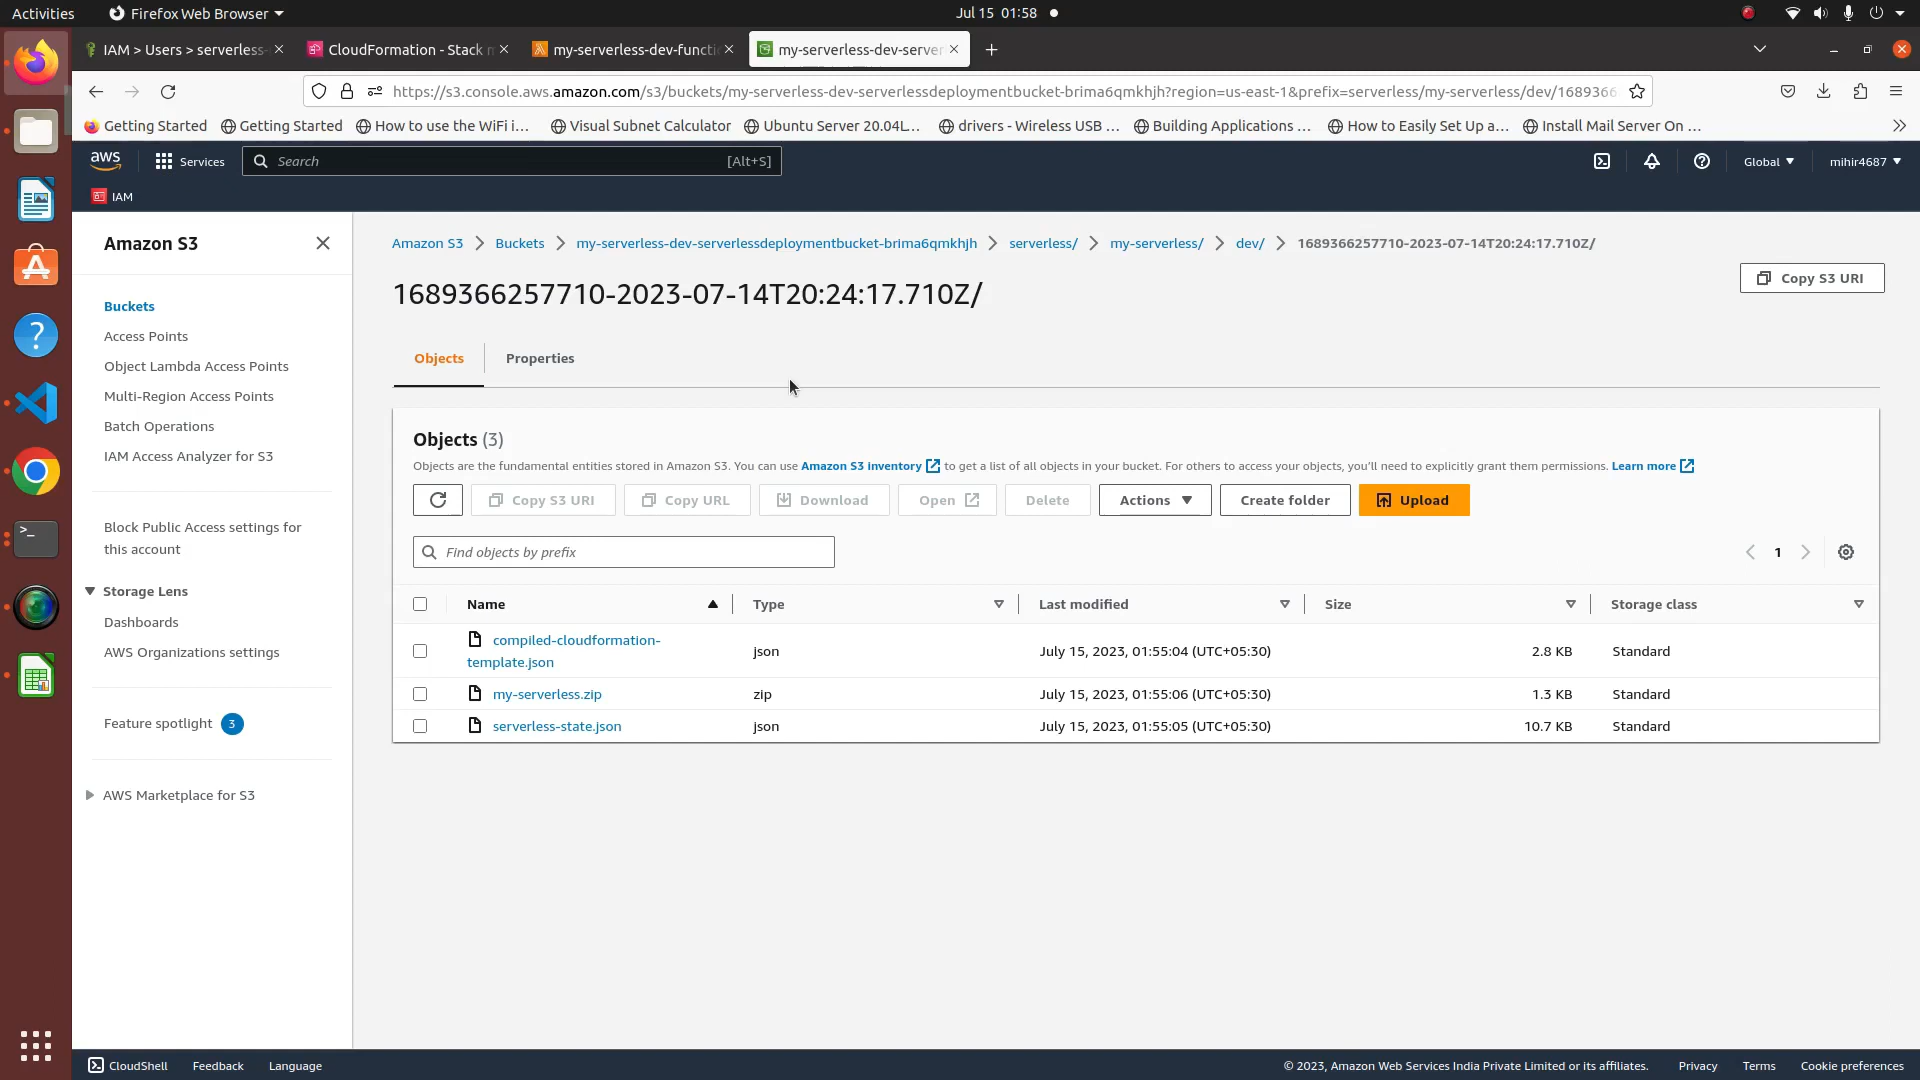 Activities
Firefox Web Browser
Jul 15 01:58
IAM > Users > serverless-
CloudFormation - Stack
my-serverless-dev-functi
my-serverless-dev-server
https://s3.console.aws.amazon.com/s3/buckets/my-serverless-dev-serverlessdeploymentbucket-brima6qmkhjh?region=us-east-1&prefix=serverless/my-serverless/dev/1689366
Getting Started
Getting Started
How to use the WiFi i…
Visual Subnet Calculator
Ubuntu Server 20.04L…
drivers - Wireless USB …
Building Applications …
How to Easily Set Up a…
Install Mail Server On …
aws
Services
Search
[Alt+S]
Global
mihir4687
IAM
Amazon S3
Buckets
Access Points
Object Lambda Access Points
Multi-Region Access Points
Batch Operations
IAM Access Analyzer for S3
Block Public Access settings for
this account
Storage Lens
Dashboards
AWS Organizations settings
Feature spotlight 3
AWS Marketplace for S3
Amazon S3 > Buckets > my-serverless-dev-serverlessdeploymentbucket-brima6qmkhjh > serverless/ > my-serverless/ > dev/ > 1689366257710-2023-07-14T20:24:17.710Z/
1689366257710-2023-07-14T20:24:17.710Z/
Copy S3 URI
Objects
Properties
Objects (3)
Objects are the fundamental entities stored in Amazon S3. You can use Amazon S3 inventory to get a list of all objects in your bucket. For others to access your objects, you'll need to explicitly grant them permissions. Learn more
Copy S3 URI
Copy URL
Download
Open
Delete
Actions
Create folder
Upload
Find objects by prefix
1
Name
Type
Last modified
Size
Storage class
compiled-cloudformation-
template.json
json
July 15, 2023, 01:55:04 (UTC+05:30)
2.8 KB
Standard
my-serverless.zip
zip
July 15, 2023, 01:55:06 (UTC+05:30)
1.3 KB
Standard
serverless-state.json
json
July 15, 2023, 01:55:05 (UTC+05:30)
10.7 KB
Standard
CloudShell
Feedback
Language
© 2023, Amazon Web Services India Private Limited or its affiliates.
Privacy
Terms
Cookie preferences